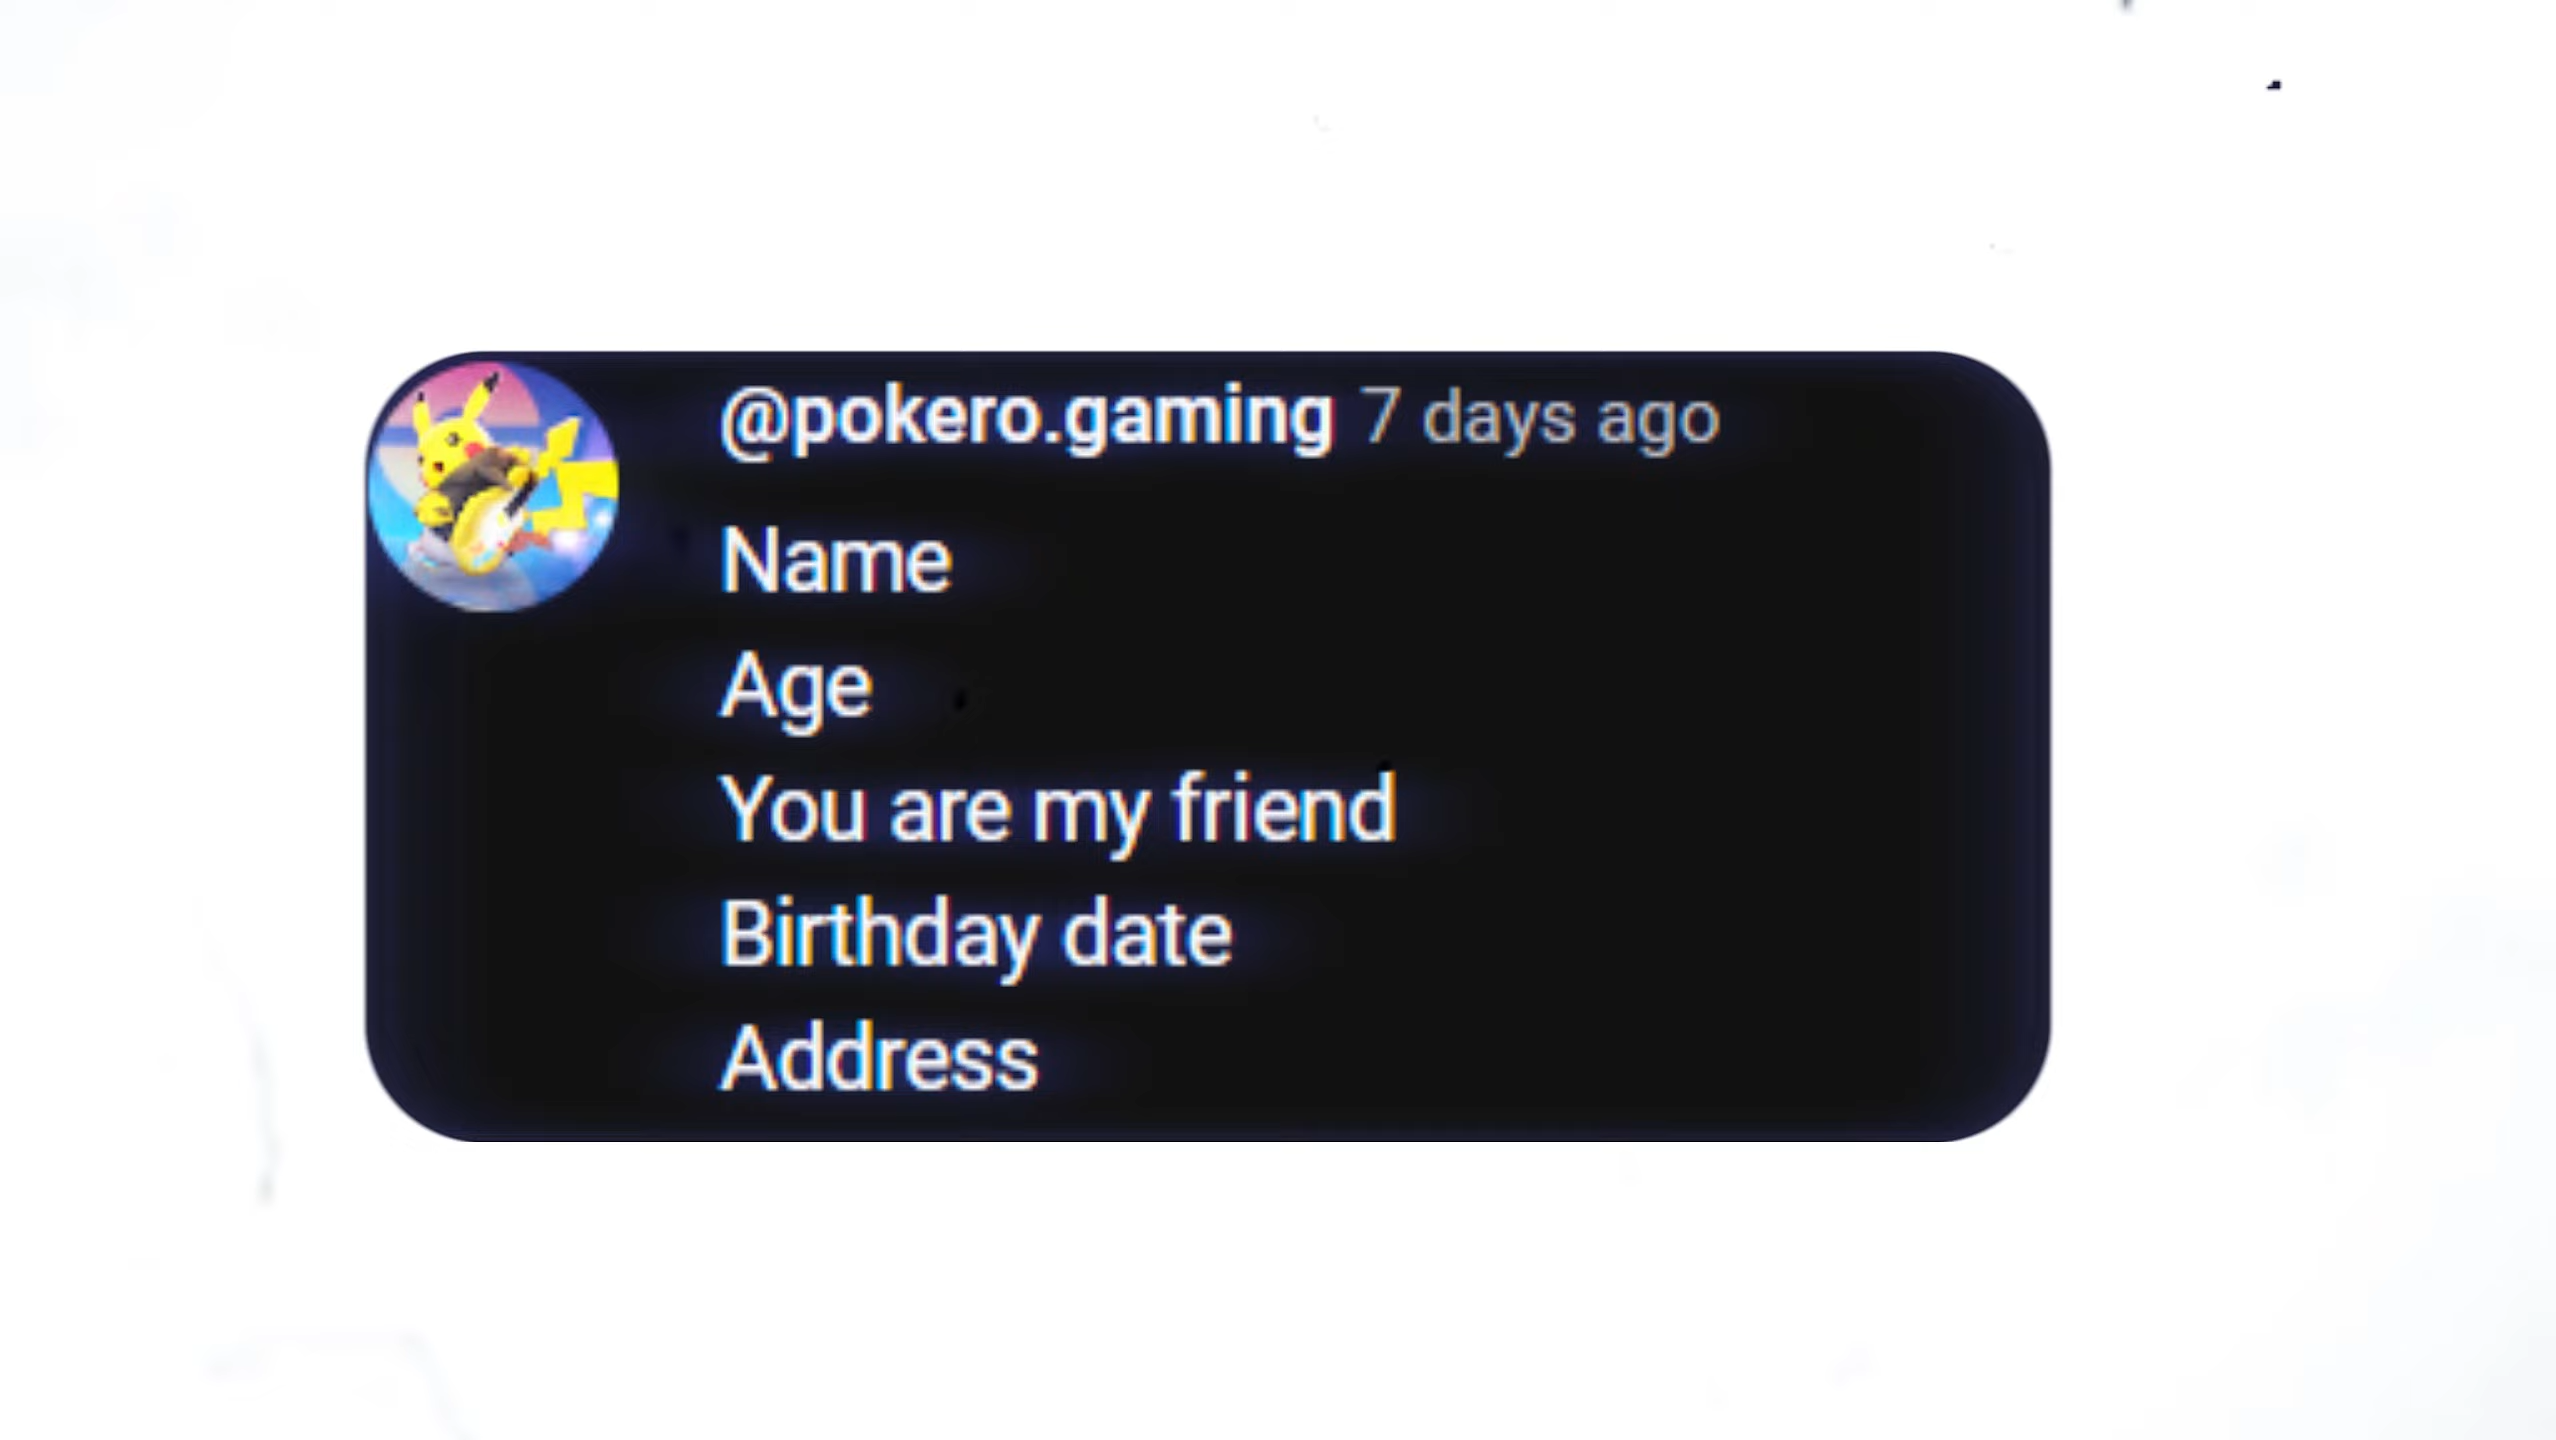 @pokero.gaming 7 days ago
Name
Age
You are my friend
Birthday date
Address